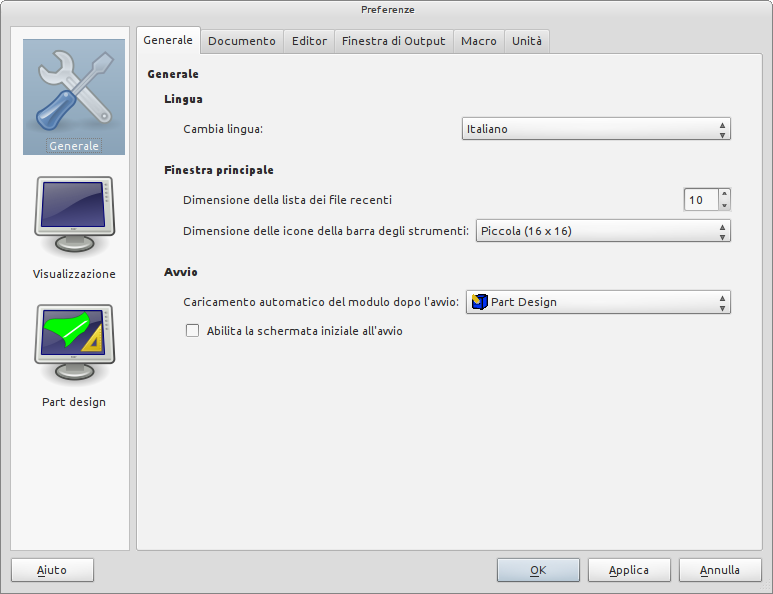 Preferenze
Generale
Visualizzazione
Part design
Generale Documento Editor Finestra di Output Macro Unità
Generale
Lingua
Cambia lingua: Italiano
Finestra principale
Dimensione della lista dei file recenti 10
Dimensione delle icone della barra degli strumenti: Piccola (16 x 16)
Avvio
Caricamento automatico del modulo dopo l'avvio: Part Design
Abilita la schermata iniziale all'avvio
Aiuto OK Applica Annulla